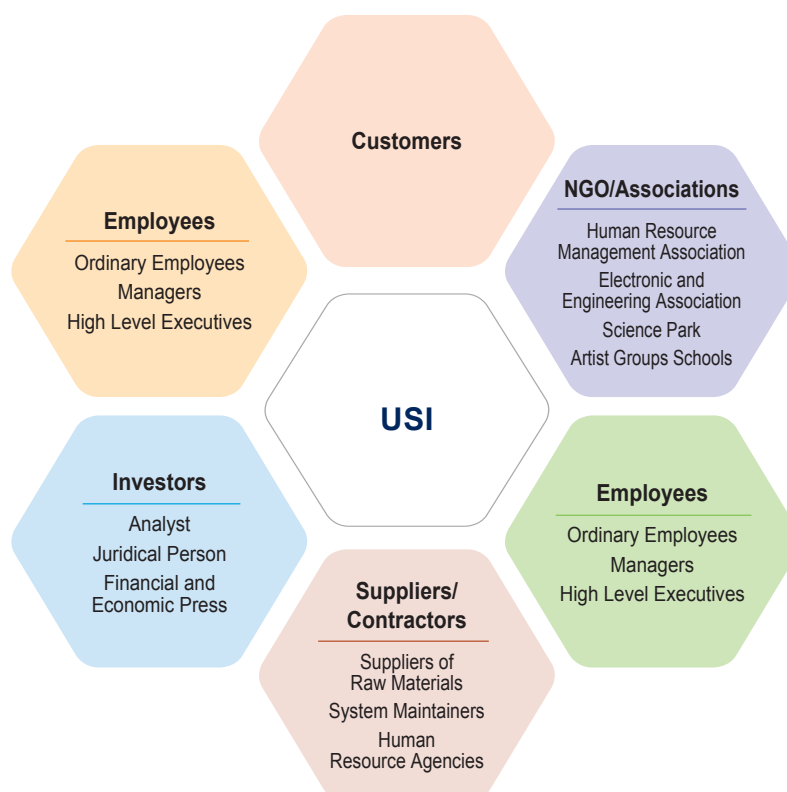 Customers
Employees
Ordinary Employees
Managers
High Level Executives
NGO/Associations
Human Resource
Management Association
Electronic and
Engineering Association
Science Park
Artist Groups Schools
USI
Investors
Analyst
Juridical Person
Financial and
Economic Press
Employees
Ordinary Employees
Managers
High Level Executives
Suppliers/
Contractors
Suppliers of
Raw Materials
System Maintainers
Human
Resource Agencies